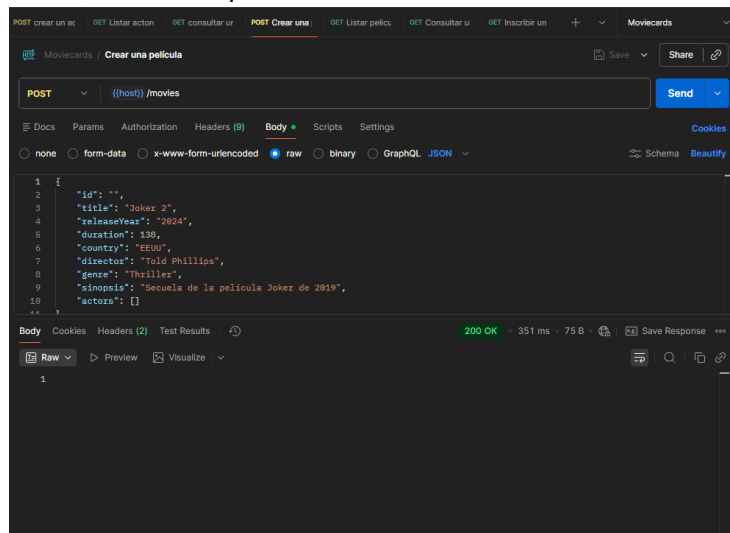 POST crear un ac GET Listar actor GET consultar ur POST Crear una GET Listar pelicu GET Consultar u GET Inscribir un Moviecards
HTTP Moviecards / Crear una película Save Share
POST {{host}} /movies Send
Docs Params Authorization Headers (9) Body Scripts Settings Cookies
none form-data x-www-form-urlencoded raw binary GraphQL JSON Schema Beautify
1 {
2 "id": "",
3 "title": "Joker 2",
4 "releaseYear": "2024",
5 "duration": 138,
6 "country": "EEUU",
7 "director": "Told Phillips",
8 "genre": "Thriller",
9 "sinopsis": "Secuela de la película Joker de 2019",
10 "actors": []
Body Cookies Headers (2) Test Results 200 OK 351 ms 75 B Save Response
Raw Preview Visualize
1